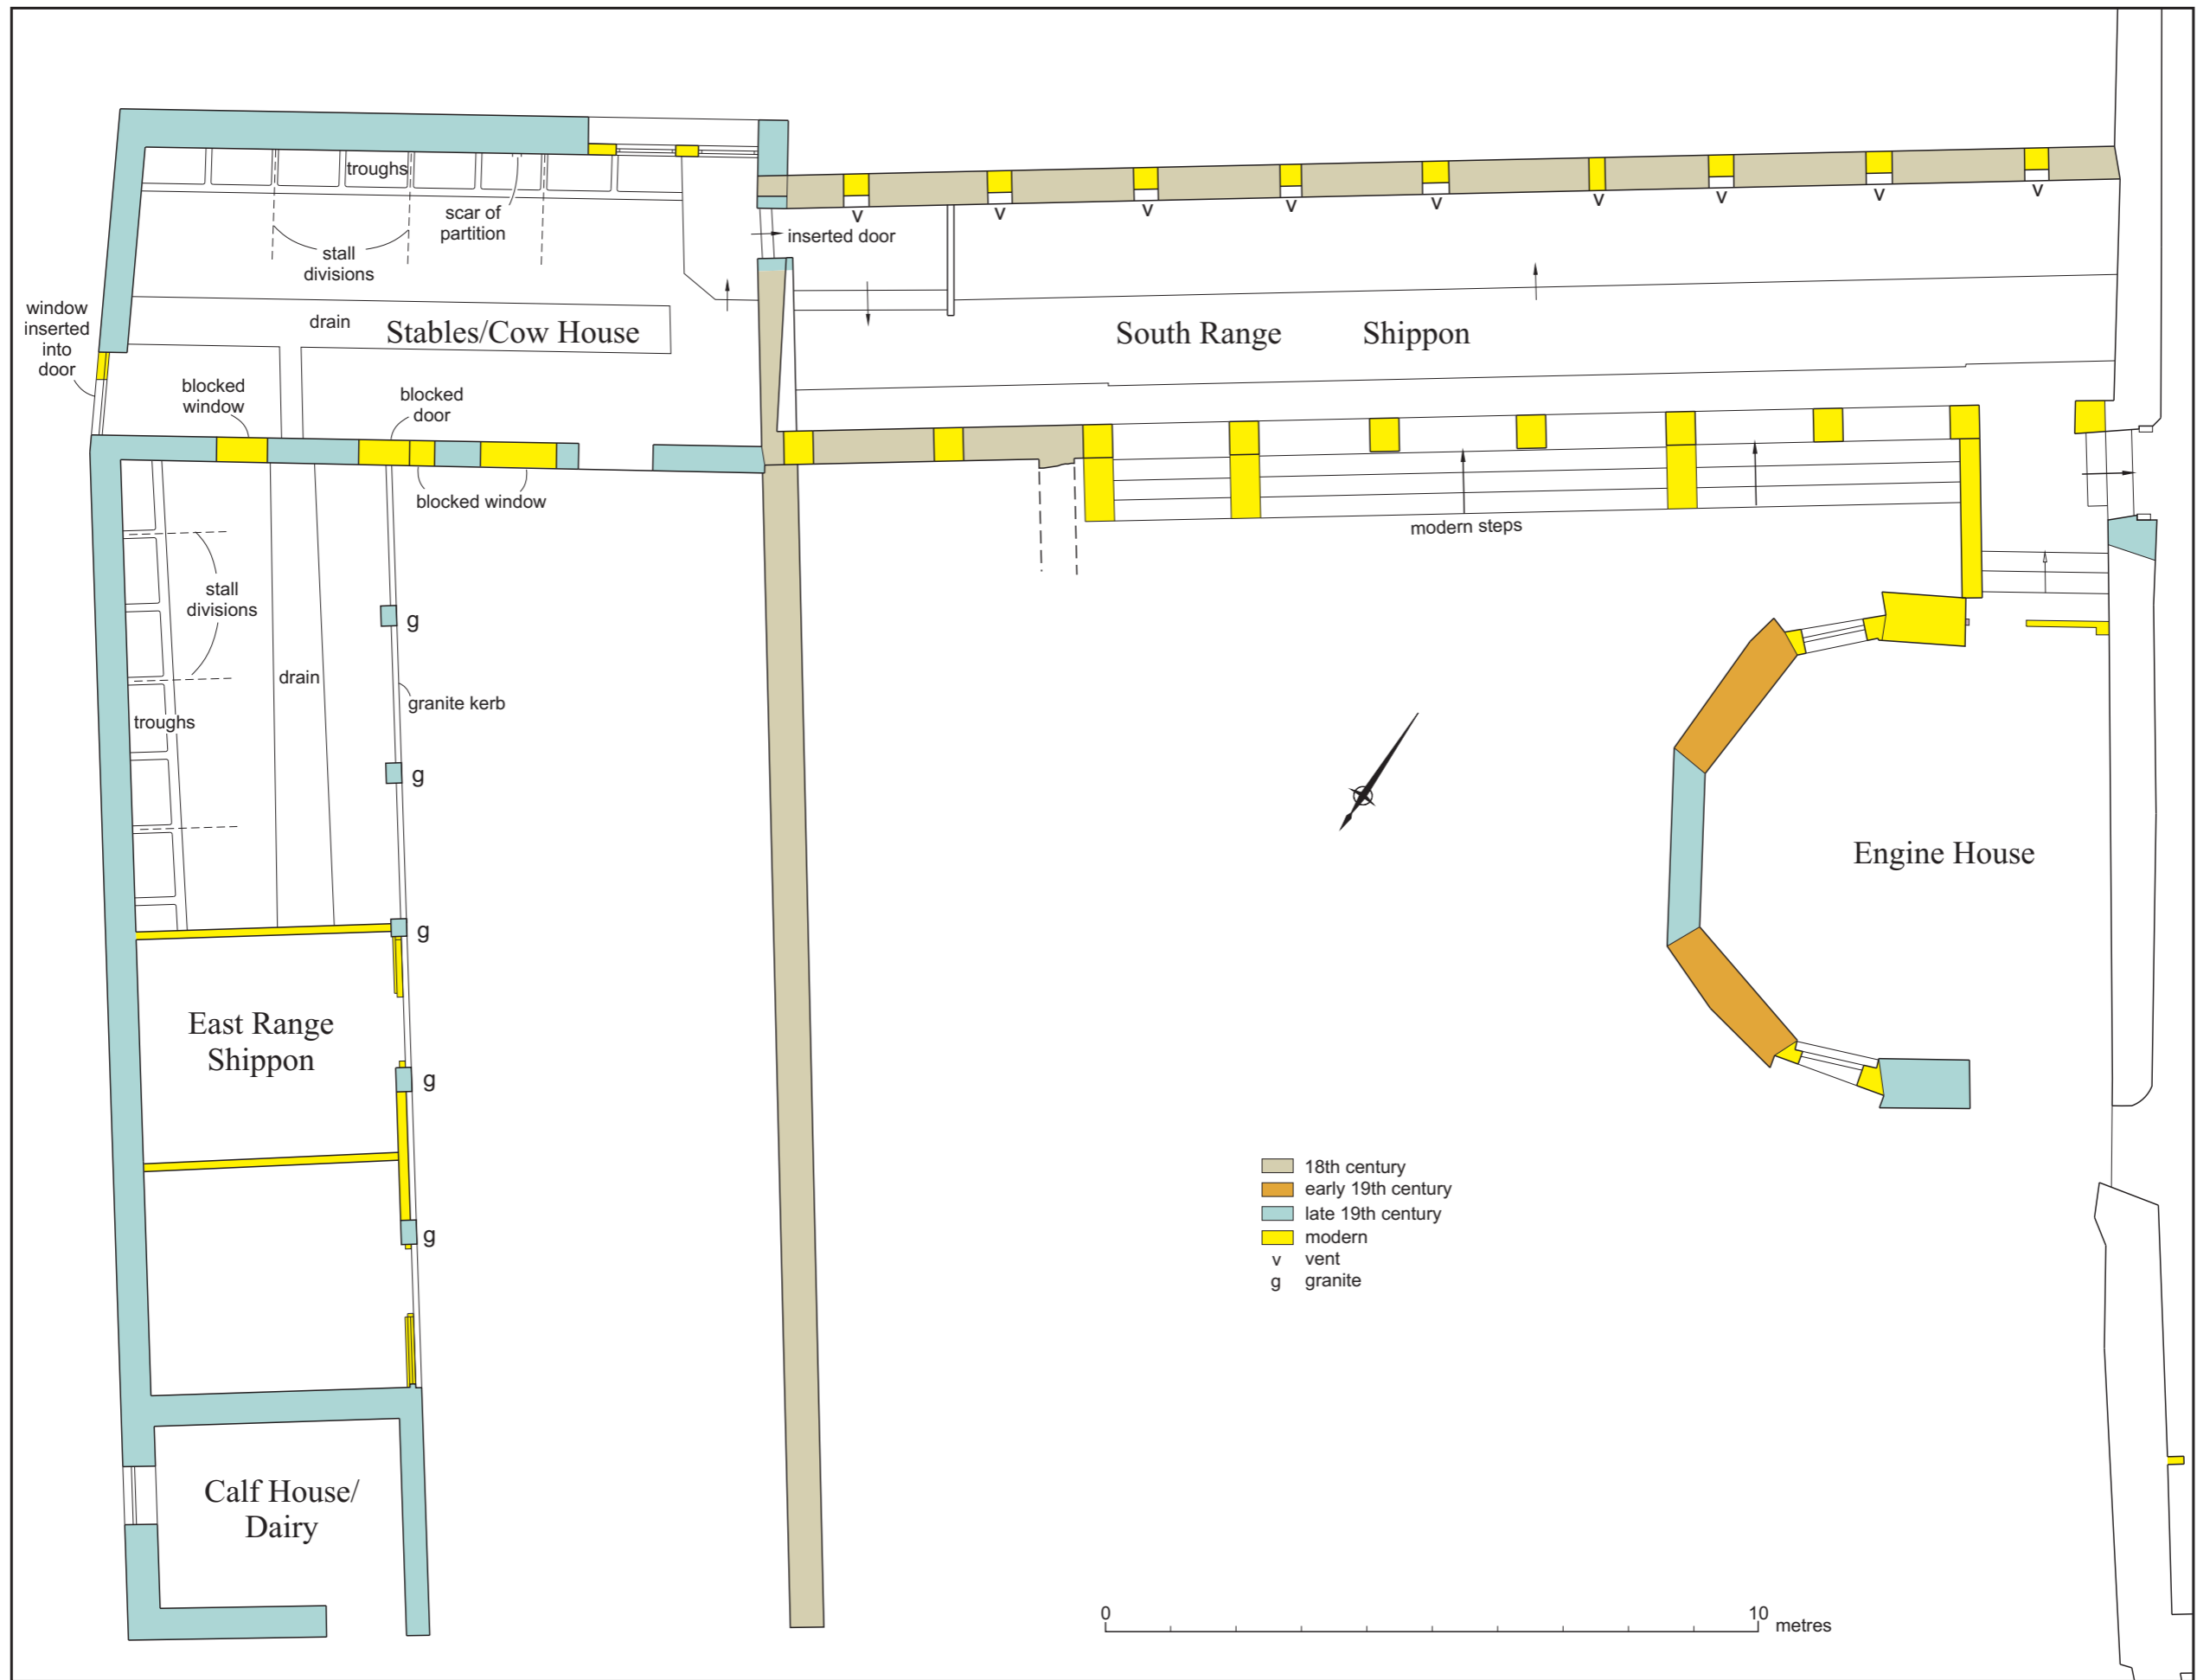 troughs
scar of
partition
stall
divisions
inserted door
v
v
v
v
v
v
v
v
v
window
inserted
into
door
drain
Stables/Cow House
South Range
Shippon
blocked
window
blocked
door
blocked window
modern steps
stall
divisions
g
drain
granite kerb
troughs
g
g
Engine House
East Range
Shippon
g
g
18th century
early 19th century
late 19th century
modern
v vent
g granite
Calf House/
Dairy
0
10
metres